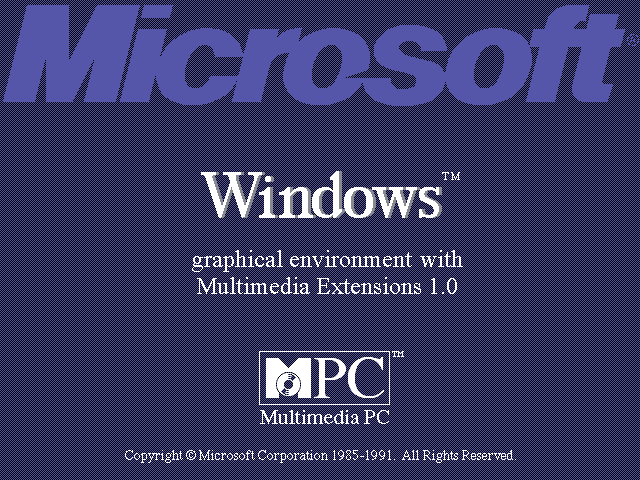 Microsoft®
Windows™
graphical environment with
Multimedia Extensions 1.0
MPC™
Multimedia PC
Copyright © Microsoft Corporation 1985-1991. All Rights Reserved.